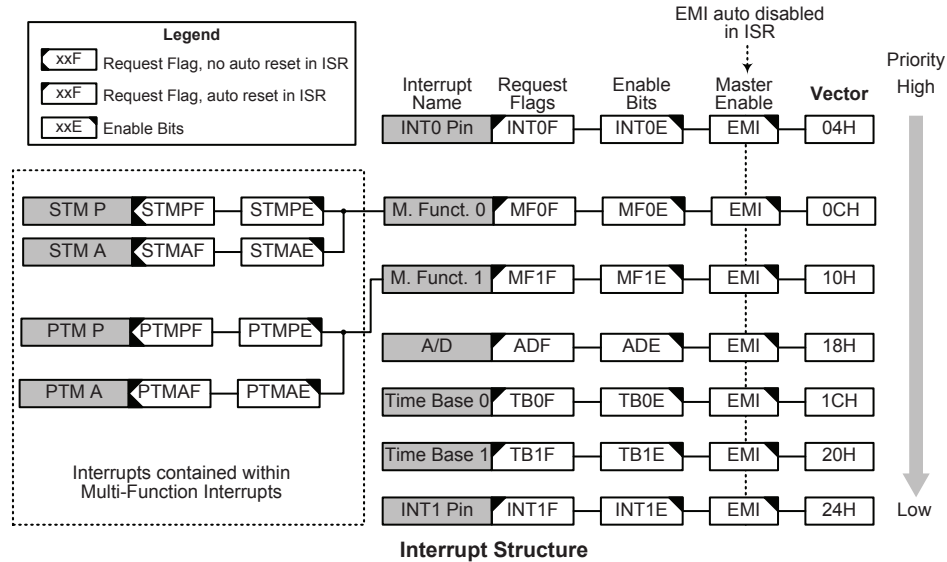 Legend
xxF Request Flag, no auto reset in ISR
xxF Request Flag, auto reset in ISR
xxE Enable Bits
EMI auto disabled
in ISR
Priority
High
Interrupt
Name
Request
Flags
Enable
Bits
Master
Enable
Vector
INT0 Pin INT0F INT0E EMI 04H
STM P STMPF STMPE M. Funct. 0 MF0F MF0E EMI 0CH
STM A STMAF STMAE
M. Funct. 1 MF1F MF1E EMI 10H
PTM P PTMPF PTMPE
A/D ADF ADE EMI 18H
PTM A PTMAF PTMAE
Time Base 0 TB0F TB0E EMI 1CH
Time Base 1 TB1F TB1E EMI 20H
Interrupts contained within
Multi-Function Interrupts
INT1 Pin INT1F INT1E EMI 24H
Low
Interrupt Structure